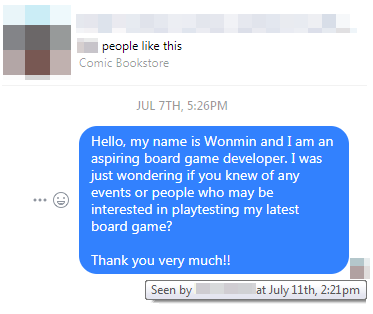 people like this
Comic Bookstore
JUL 7TH, 5:26PM
Hello, my name is Wonmin and I am an
aspiring board game developer. I was
just wondering if you knew of any
events or people who may be
interested in playtesting my latest
board game?
Thank you very much!!
Seen by at July 11th, 2:21pm